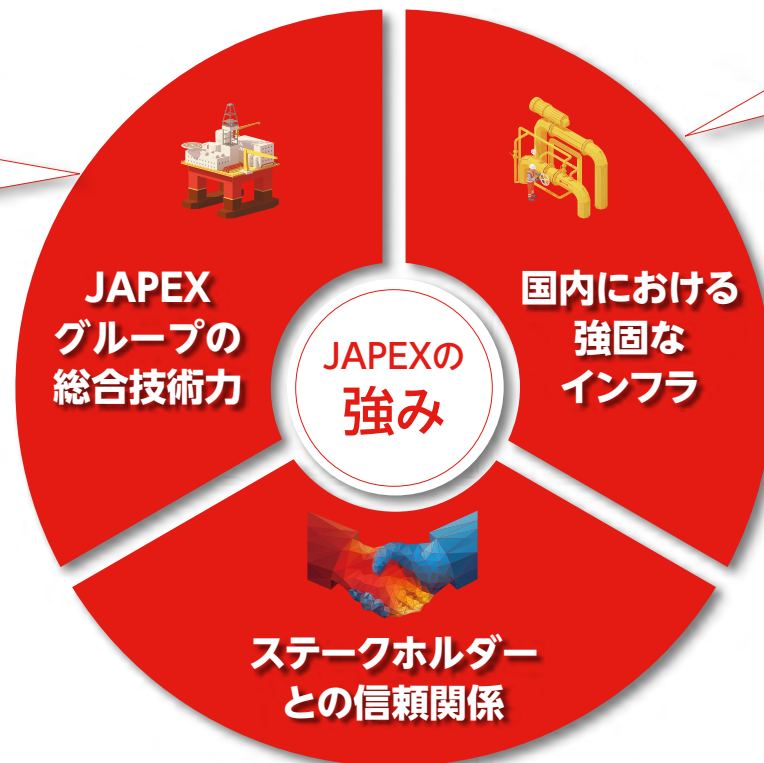 JAPEX
グループの
総合技術力
国内における
強固な
インフラ
JAPEXの
強み
ステークホルダー
との信頼関係